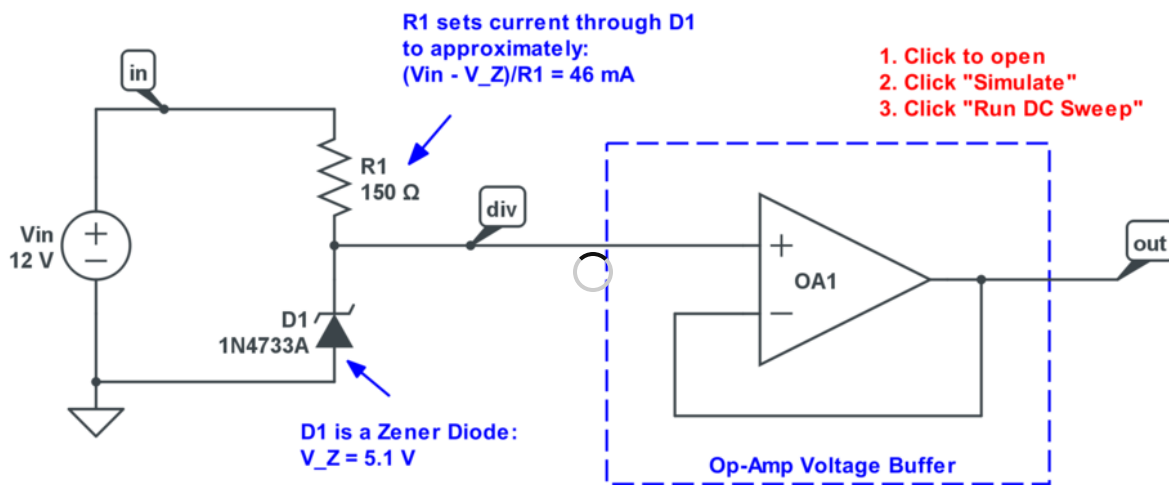 R1 sets current through D1
to approximately:
(Vin - V_Z)/R1 = 46 mA
1. Click to open
2. Click "Simulate"
3. Click "Run DC Sweep"
in
R1
150 Ω
div
Vin
12 V
+
−
+
−
OA1
out
D1
1N4733A
D1 is a Zener Diode:
V_Z = 5.1 V
Op-Amp Voltage Buffer